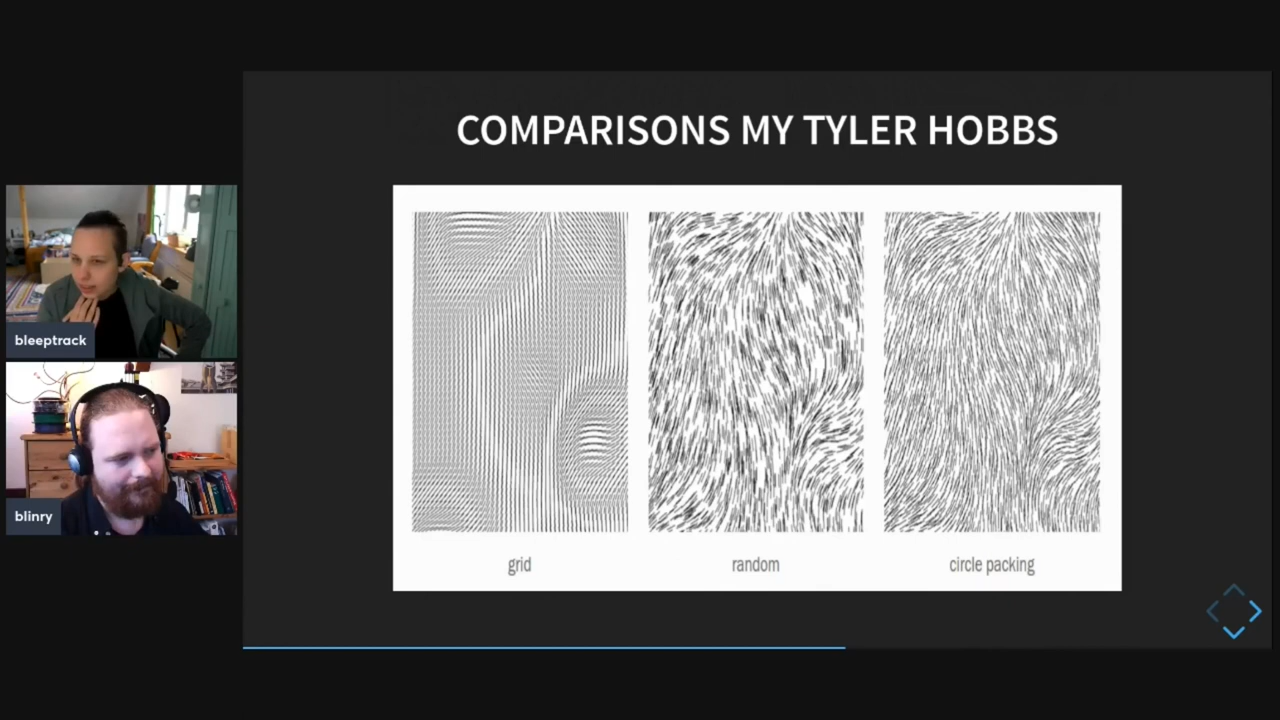 COMPARISONS MY TYLER HOBBS
bleeptrack
blinry
grid
random
circle packing